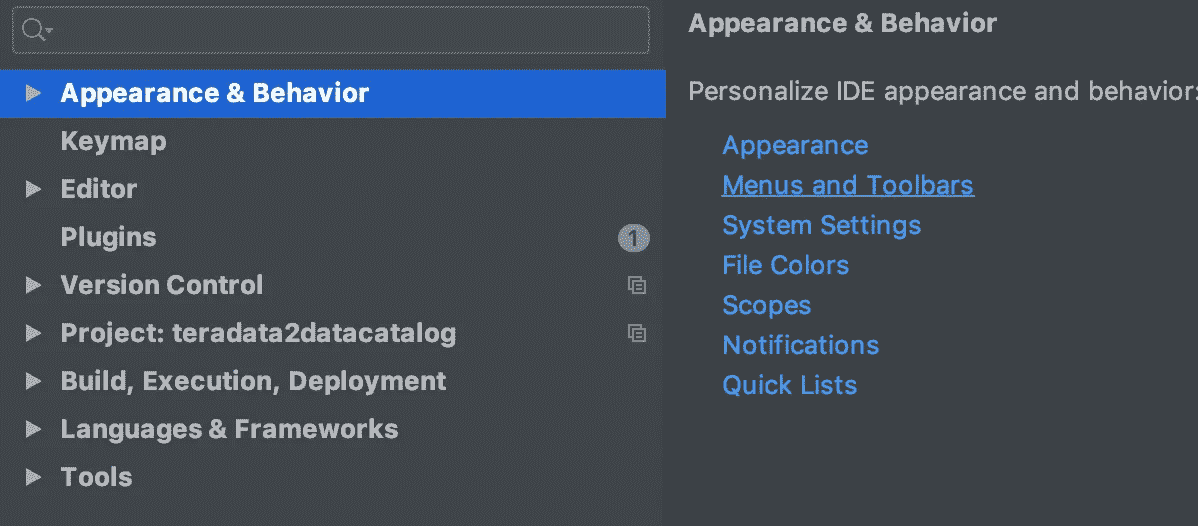 Appearance & Behavior
Keymap
Editor
Plugins
1
Version Control
Project: teradata2datacatalog
Build, Execution, Deployment
Languages & Frameworks
Tools
Appearance & Behavior
Personalize IDE appearance and behavior:
Appearance
Menus and Toolbars
System Settings
File Colors
Scopes
Notifications
Quick Lists